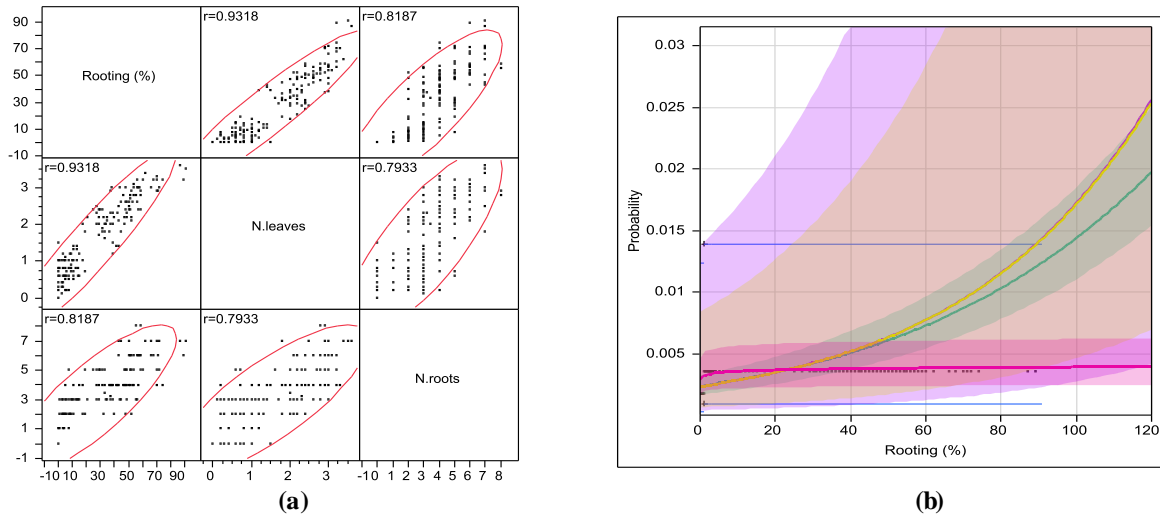 r=0.9318 r=0.8187
90
70
50
30
10
-10
Rooting (%)
r=0.9318 r=0.7933
3
2
1
0
N.leaves
r=0.8187 r=0.7933
7
5
3
1
-1
N.roots
-10 10 30 50 70 90 0 1 2 3 -1 0 1 2 3 4 5 6 7 8
(a)
0.03
0.025
0.02
0.015
0.01
0.005
Probability
0 20 40 60 80 100 120
Rooting (%)
(b)